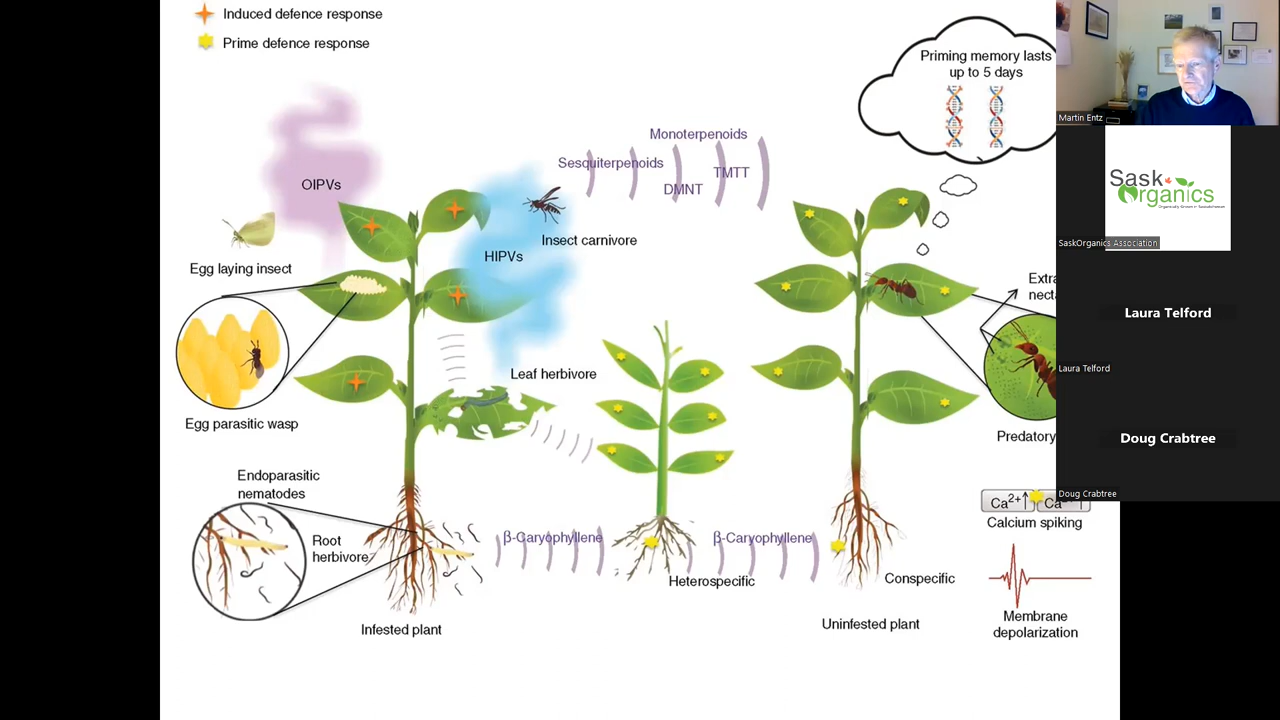 Induced defence response
Prime defence response
Priming memory lasts
up to 5 days
Martin Entz
Monoterpenoids
Sesquiterpenoids
TMTT
DMNT
OIPVs
Sask
Organics
Insect carnivore
SaskOrganics Association
HIPVs
Egg laying insect
Extra
necta
Laura Telford
Leaf herbivore
Laura Telford
Egg parasitic wasp
Predatory
Doug Crabtree
Endoparasitic
nematodes
Doug Crabtree
Ca2+
Ca
Calcium spiking
Root
herbivore
β-Caryophyllene
β-Caryophyllene
Heterospecific
Conspecific
Membrane
depolarization
Infested plant
Uninfested plant